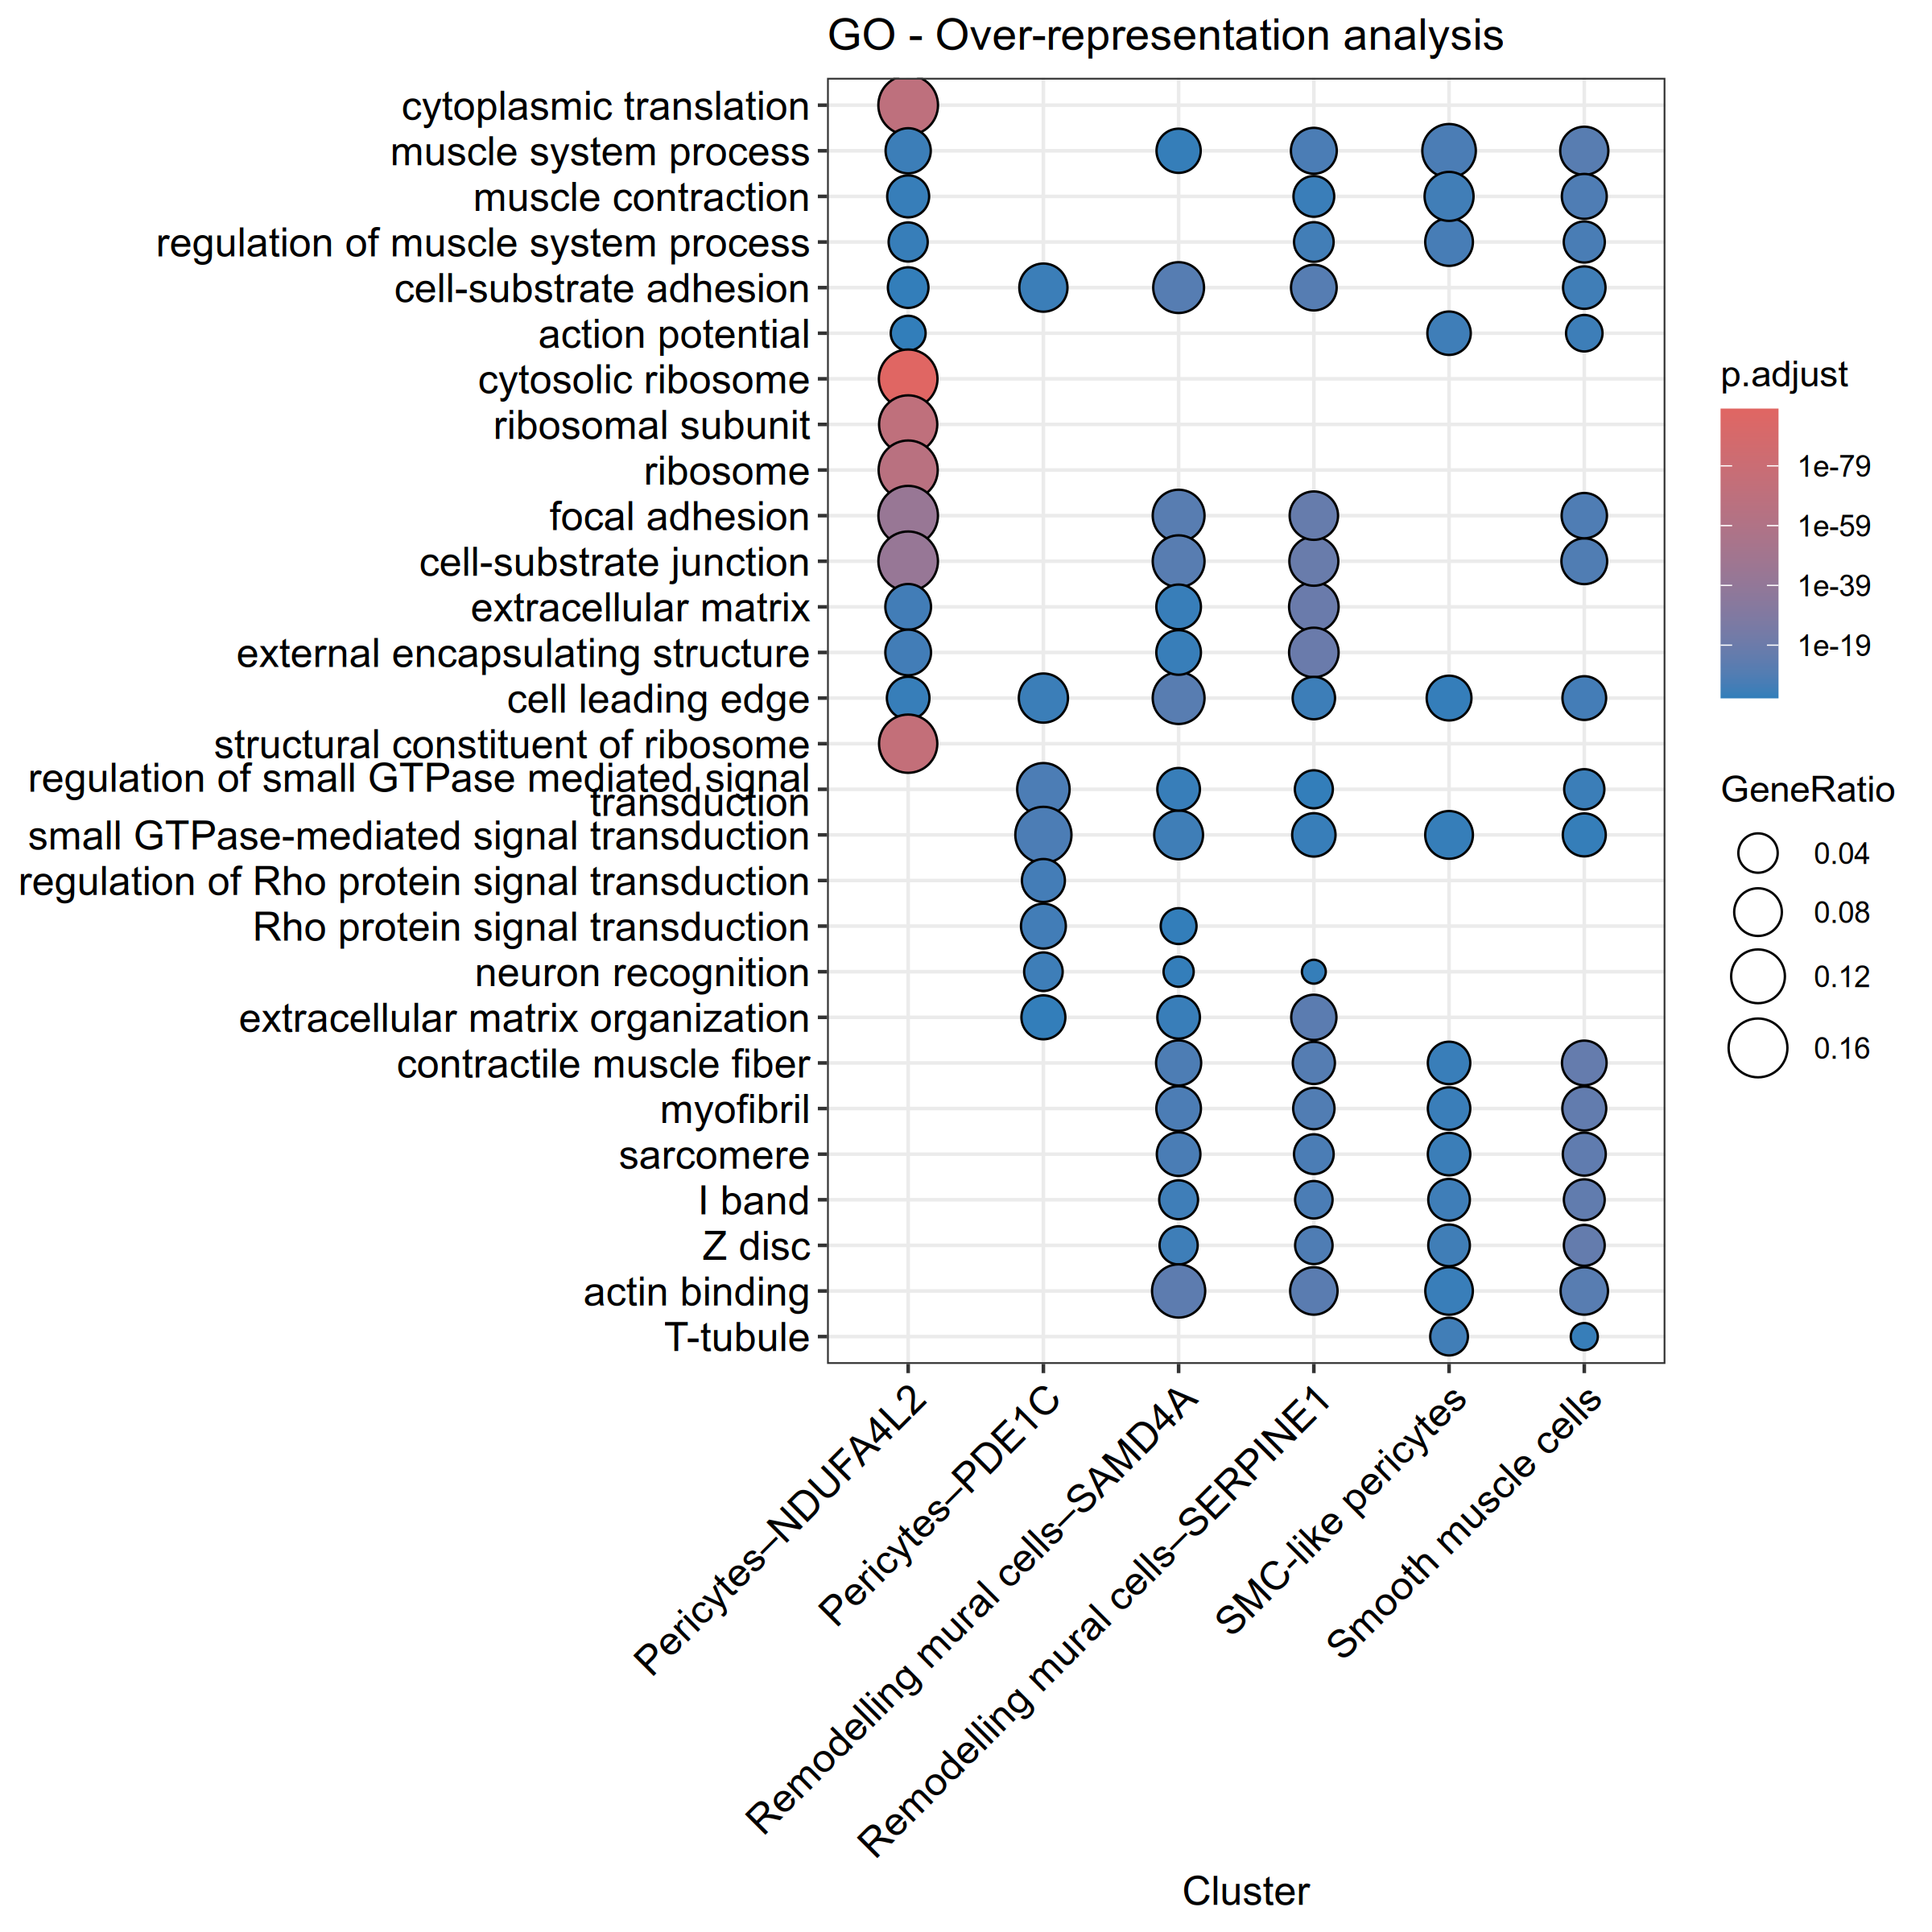 GO - Over-representation analysis
cytoplasmic translation
muscle system process
muscle contraction
regulation of muscle system process
cell-substrate adhesion
action potential
cytosolic ribosome
ribosomal subunit
ribosome
focal adhesion
cell-substrate junction
extracellular matrix
external encapsulating structure
cell leading edge
structural constituent of ribosome
regulation of small GTPase mediated signal
transduction
small GTPase-mediated signal transduction
regulation of Rho protein signal transduction
Rho protein signal transduction
neuron recognition
extracellular matrix organization
contractile muscle fiber
myofibril
sarcomere
I band
Z disc
actin binding
T-tubule
Pericytes–NDUFA4L2
Pericytes–PDE1C
Remodelling mural cells–SAMD4A
Remodelling mural cells–SERPINE1
SMC-like pericytes
Smooth muscle cells
Cluster
p.adjust
1e-79
1e-59
1e-39
1e-19
GeneRatio
0.04
0.08
0.12
0.16